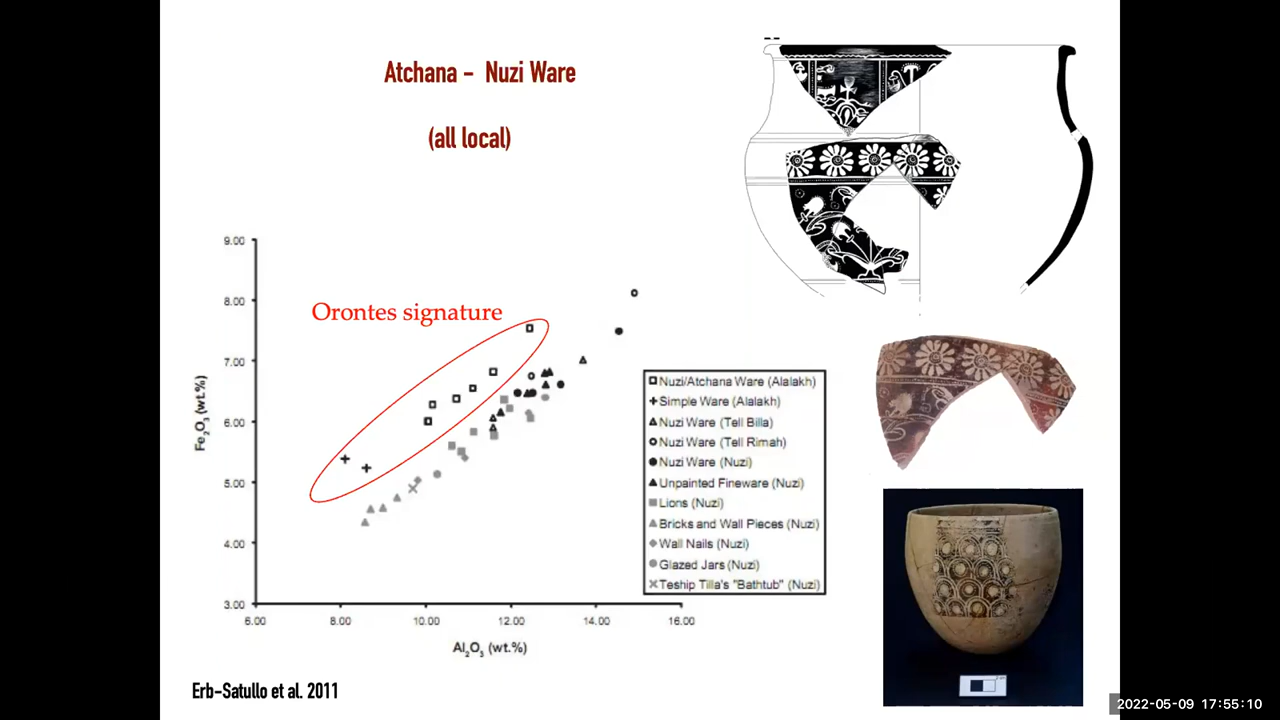 Atchana - Nuzi Ware
(all local)
9.00
8.00
7.00
6.00
5.00
4.00
3.00
Fe2O3 (wt.%)
Orontes signature
Nuzi/Atchana Ware (Alalakh)
Simple Ware (Alalakh)
Nuzi Ware (Tell Billa)
Nuzi Ware (Tell Rimah)
Nuzi Ware (Nuzi)
Unpainted Fineware (Nuzi)
Lions (Nuzi)
Bricks and Wall Pieces (Nuzi)
Wall Nails (Nuzi)
Glazed Jars (Nuzi)
Teship Tilla's "Bathtub" (Nuzi)
6.00 8.00 10.00 12.00 14.00 16.00
Al2O3 (wt.%)
Erb-Satullo et al. 2011
2022-05-09 17:55:10